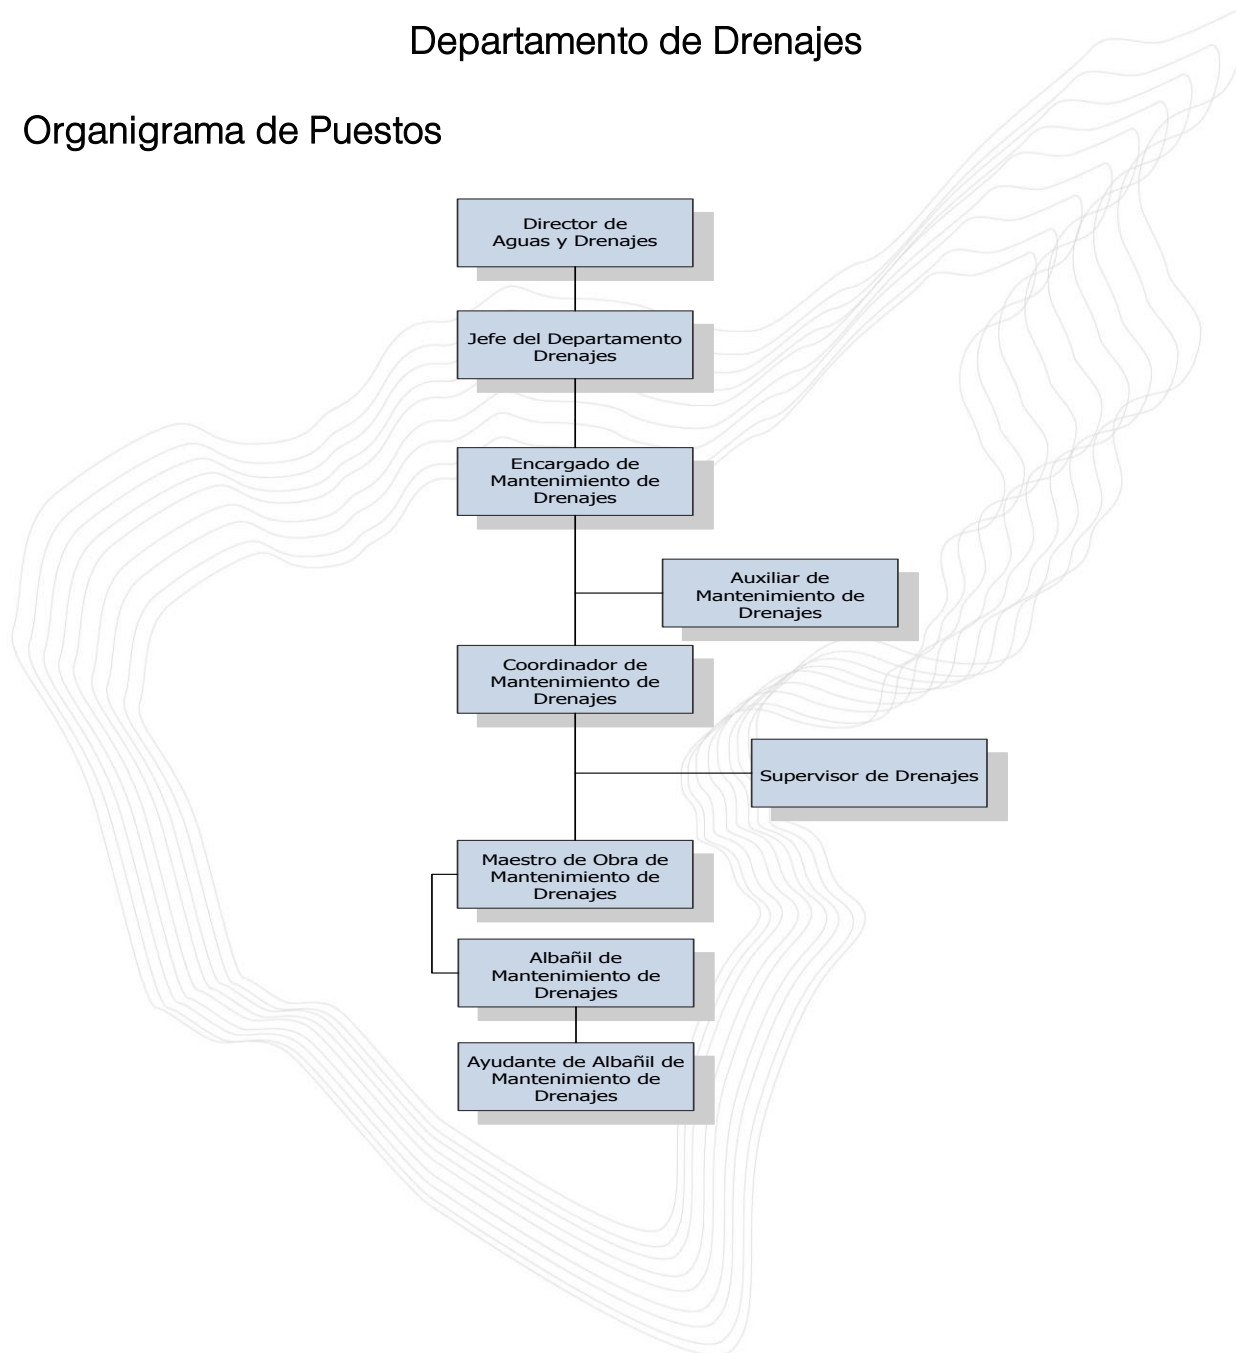 Departamento de Drenajes
Organigrama de Puestos
Director de
Aguas y Drenajes
Jefe del Departamento
Drenajes
Encargado de
Mantenimiento de
Drenajes
Auxiliar de
Mantenimiento de
Drenajes
Coordinador de
Mantenimiento de
Drenajes
Supervisor de Drenajes
Maestro de Obra de
Mantenimiento de
Drenajes
Albañil de
Mantenimiento de
Drenajes
Ayudante de Albañil de
Mantenimiento de
Drenajes